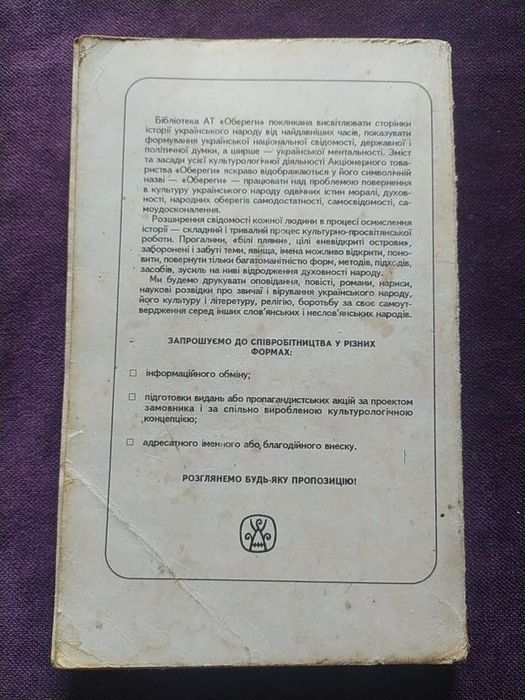 Бібліотека АТ «Обереги» покликана висвітлювати сторінки
історії українського народу від найдавніших часів, показувати
формування української національної свідомості, державної і
політичної думки, а ширше — української ментальності. Зміст
та засади усієї культурологічної діяльності Акціонерного това-
риства «Обереги» яскраво відображаються у його символічній
назві — «Обереги» — працювати над проблемою повернення
в культуру українського народу одвічних істин моралі, духов-
ності, народних оберегів самодостатності, самосвідомості, са-
моудосконалення.
Розширення свідомості кожної людини в процесі осмислення
історії — складний і тривалий процес культурно-просвітянської
роботи. Прогалини, «білі плями», цілі «невідкриті острови»,
заборонені і забуті теми, явища, імена можливо відкрити, поно-
вити, повернути тільки багатоманітністю форм, методів, підходів,
засобів, зусиль на ниві відродження духовності народу.
Ми будемо друкувати оповідання, повісті, романи, нариси,
наукові розвідки про звичаї і вірування українського народу,
його культуру і літературу, релігію, боротьбу за своє самоут-
вердження серед інших слов'янських і неслов'янських народів.
ЗАПРОШУЄМО ДО СПІВРОБІТНИЦТВА У РІЗНИХ
ФОРМАХ:
інформаційного обміну;
підготовки видань або пропагандистських акцій за проектом
замовника і за спільно виробленою культурологічною
концепцією;
адресатного іменного або благодійного внеску.
РОЗГЛЯНЕМО БУДЬ-ЯКУ ПРОПОЗИЦІЮ!